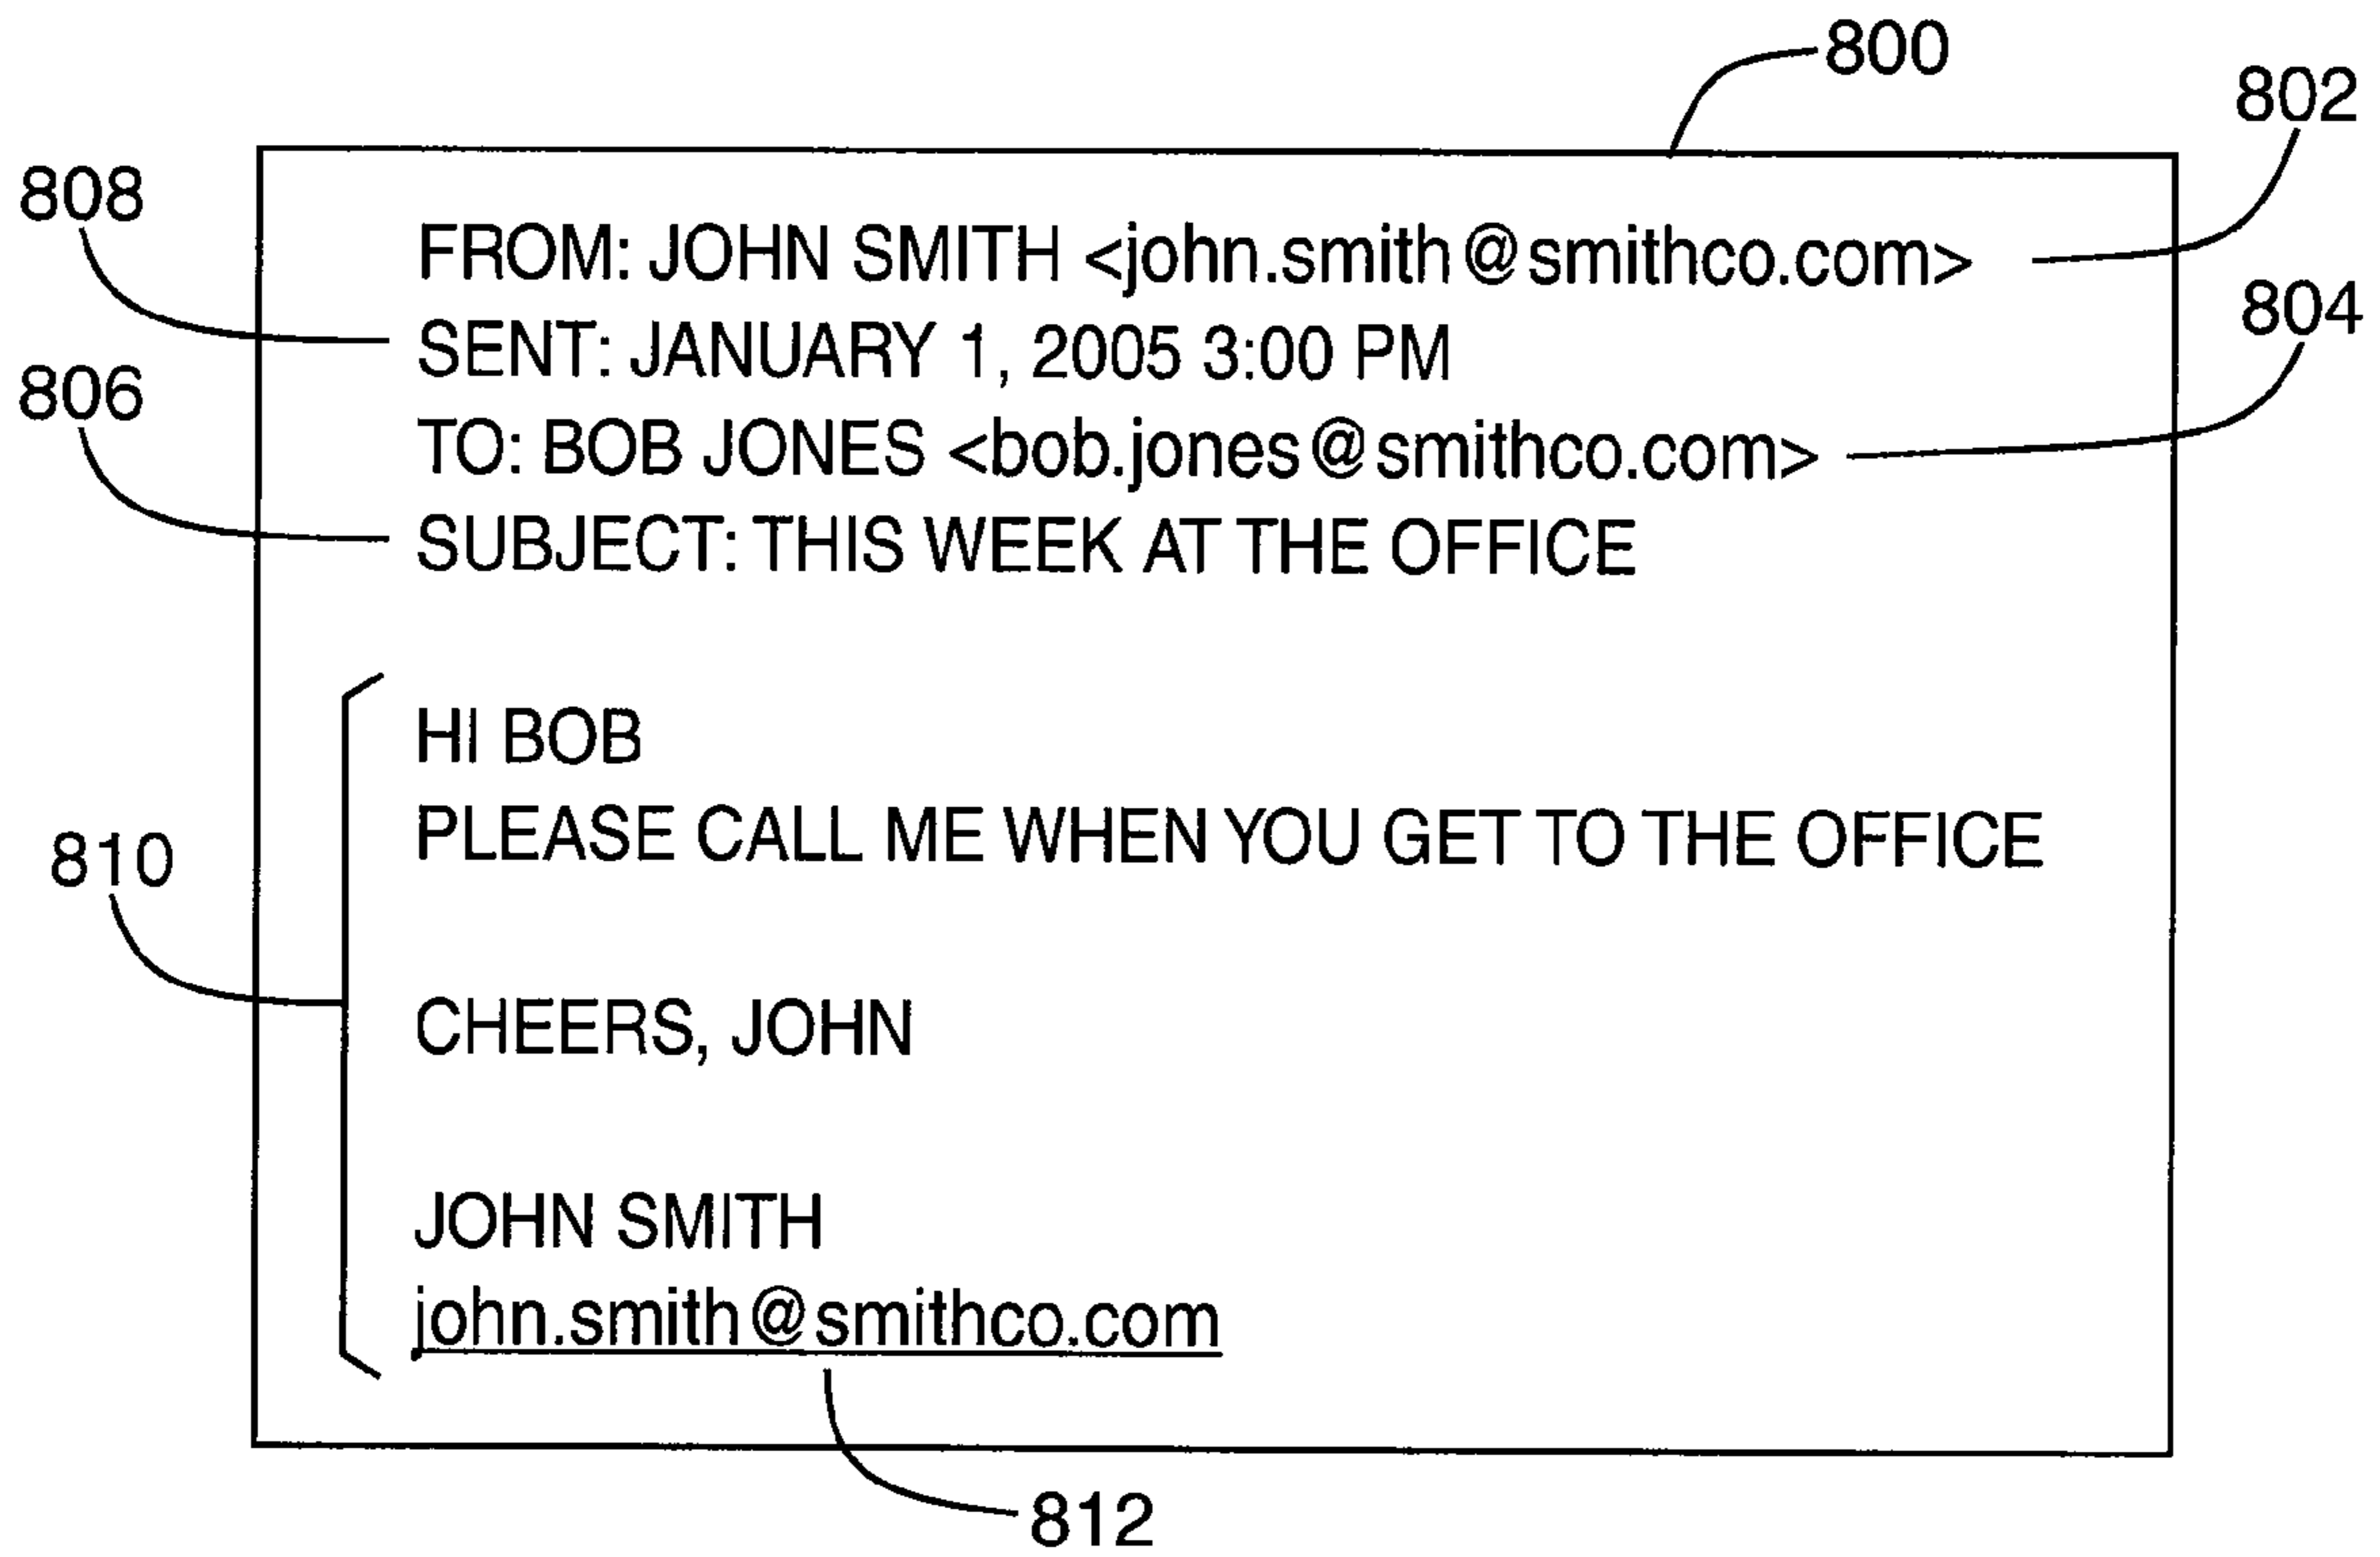 800
802
808
FROM: JOHN SMITH <john.smith@smithco.com>
SENT: JANUARY 1, 2005 3:00 PM
804
806
TO: BOB JONES <bob.jones@smithco.com>
SUBJECT: THIS WEEK AT THE OFFICE
HI BOB
PLEASE CALL ME WHEN YOU GET TO THE OFFICE
810
CHEERS, JOHN
JOHN SMITH
john.smith@smithco.com
812